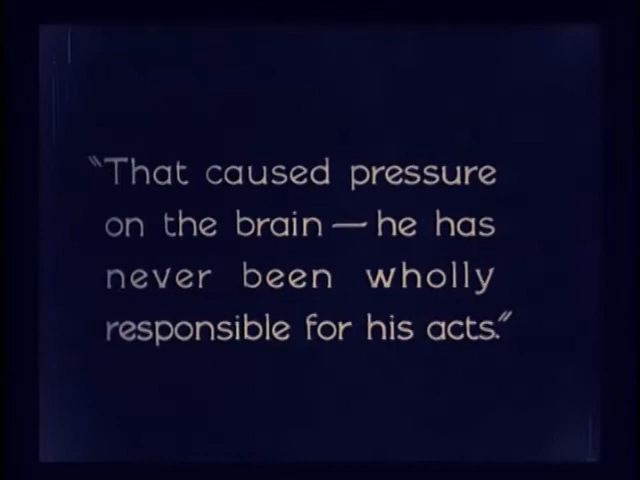 "That caused pressure
on the brain — he has
never been wholly
responsible for his acts."